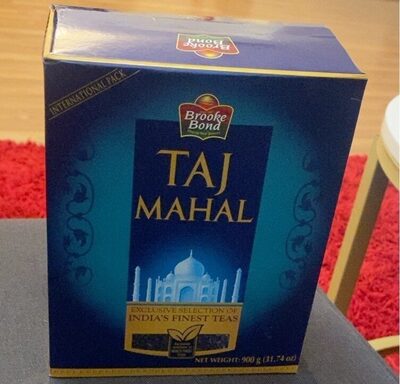 Brooke
Bond
INTERNATIONAL PACK
Brooke
Bond
TAJ
MAHAL
EXCLUSIVE SELECTION OF
INDIA'S FINEST TEAS
NET WEIGHT: 900 g (31.74 oz)